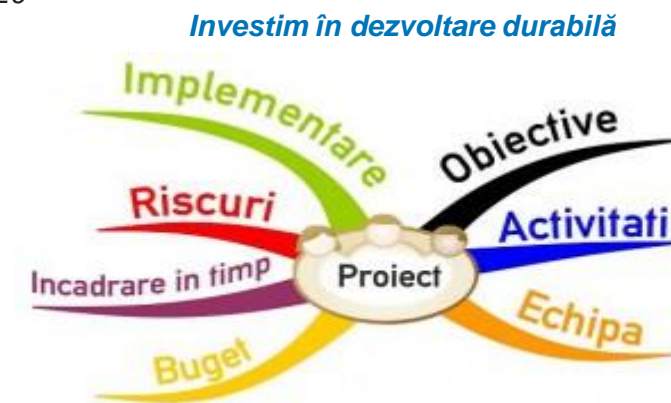 Investim în dezvoltare durabilă
Implementare
Obiective
Riscuri
Activitati
Incadrare in timp
Proiect
Echipa
Buget